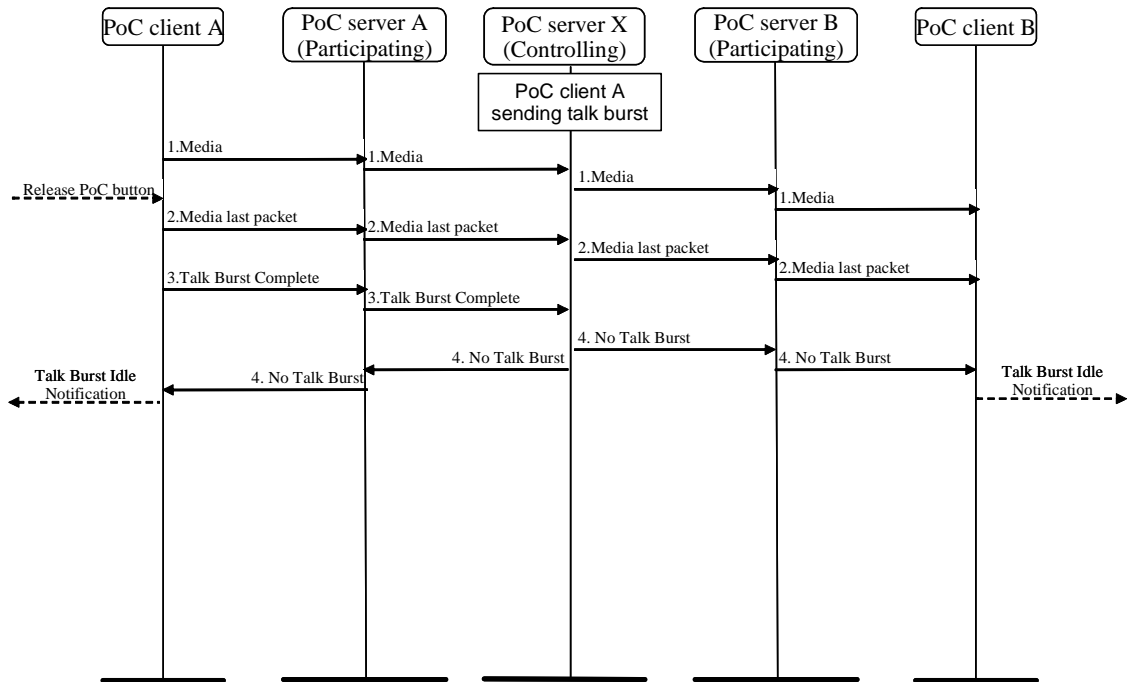 PoC client A
PoC server A
(Participating)
PoC server X
(Controlling)
PoC server B
(Participating)
PoC client B
PoC client A
sending talk burst
1.Media
1.Media
1.Media
Release PoC button
1.Media
2.Media last packet
2.Media last packet
2.Media last packet
2.Media last packet
3.Talk Burst Complete
3.Talk Burst Complete
4. No Talk Burst
4. No Talk Burst
4. No Talk Burst
4. No Talk Burst
Talk Burst Idle
Notification
Talk Burst Idle
Notification